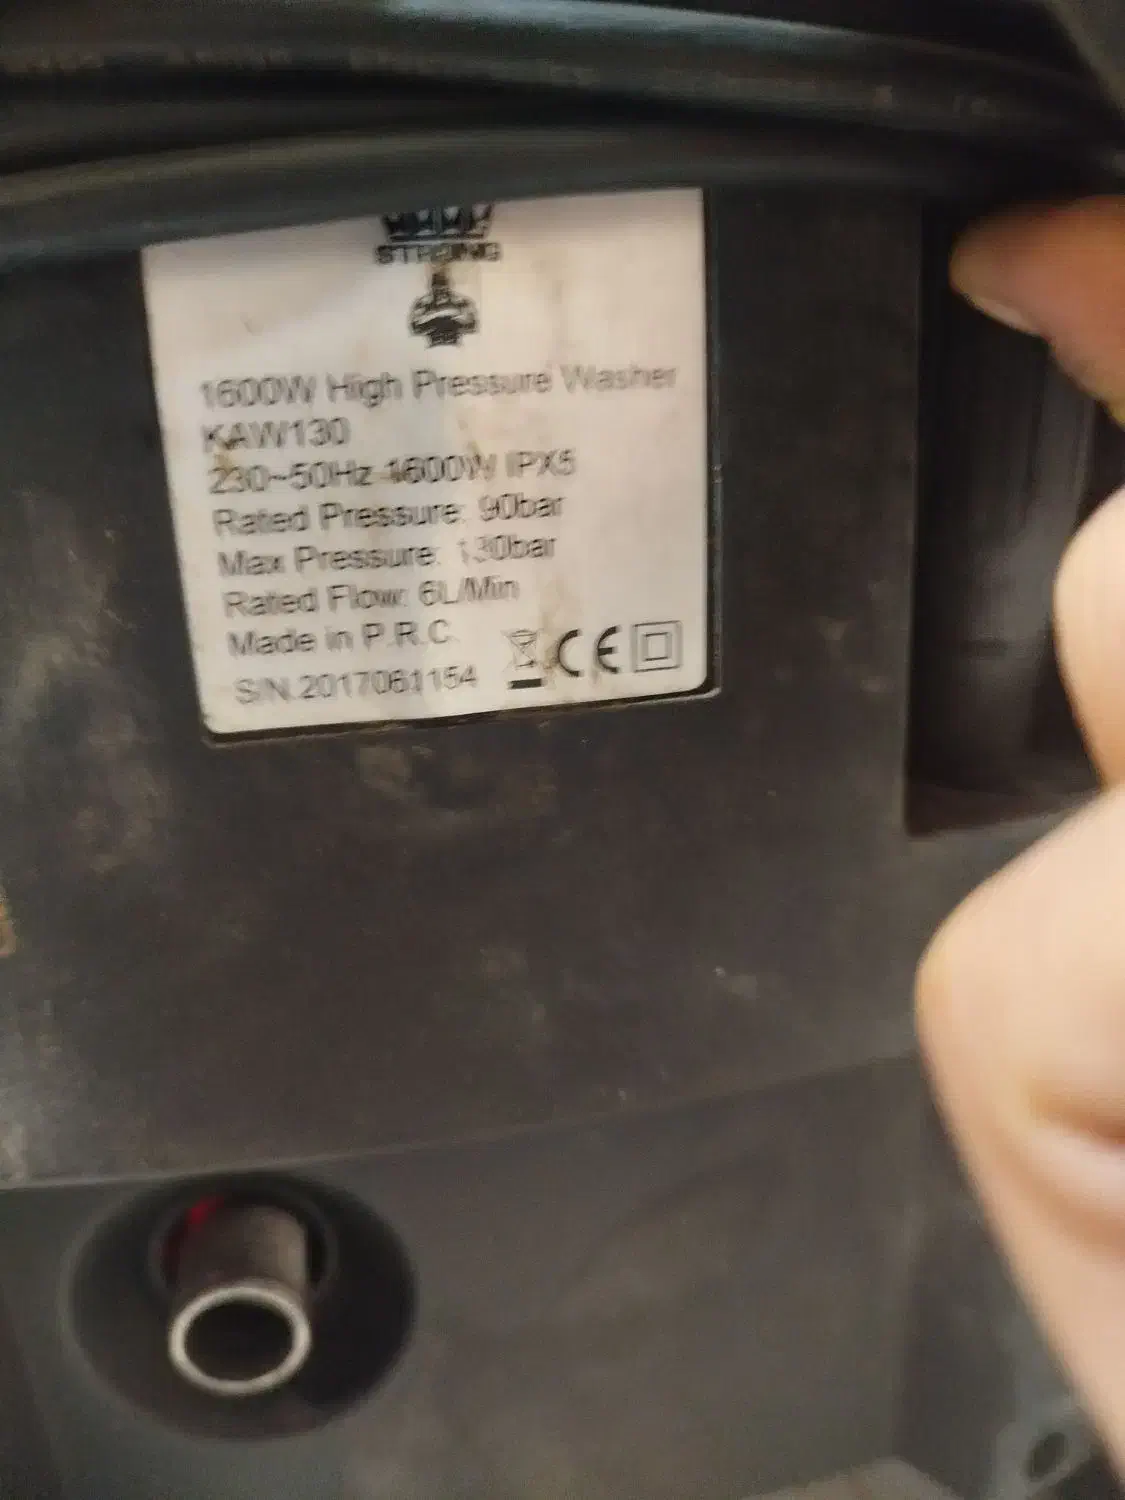 STRONG
1600W High Pressure Washer
KAW130
230~50Hz 1600W IPX5
Rated Pressure: 90bar
Max Pressure: 130bar
Rated Flow: 6L/Min
Made in P.R.C.
CE
S/N.2017061154